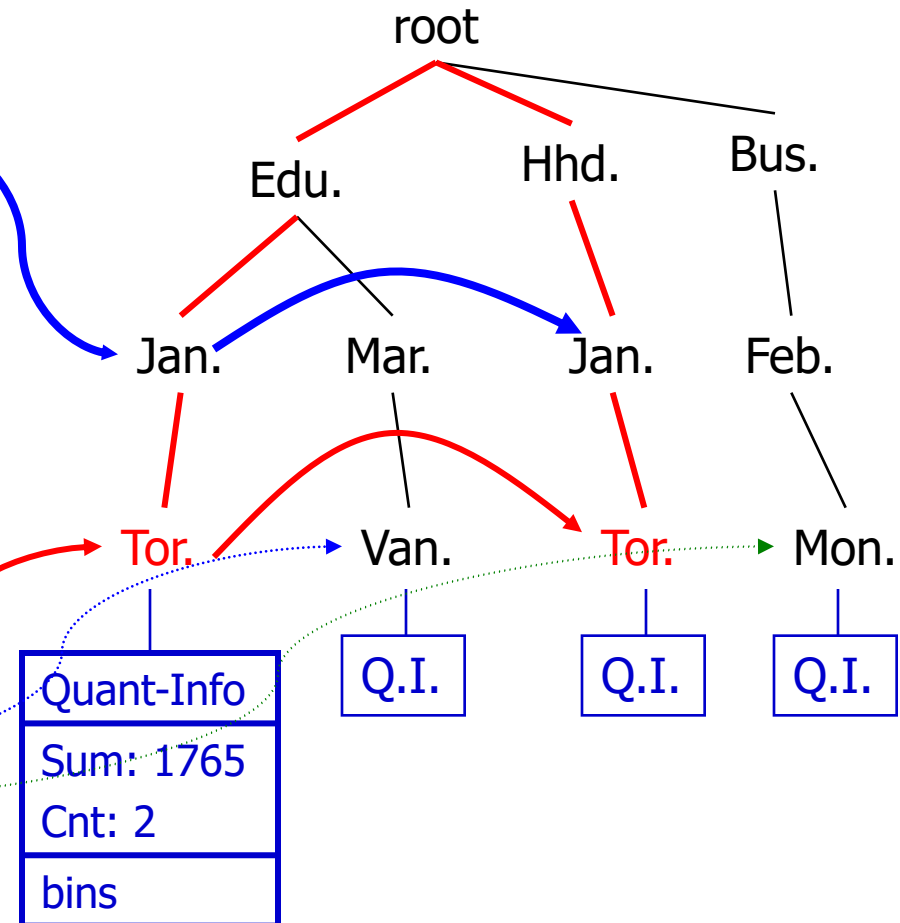 root
Edu.
Hhd.
Bus.
Jan.
Mar.
Jan.
Feb.
Tor.
Van.
Tor.
Mon.
Quant-Info
Sum: 1765
Cnt: 2
bins
Q.I.
Q.I.
Q.I.